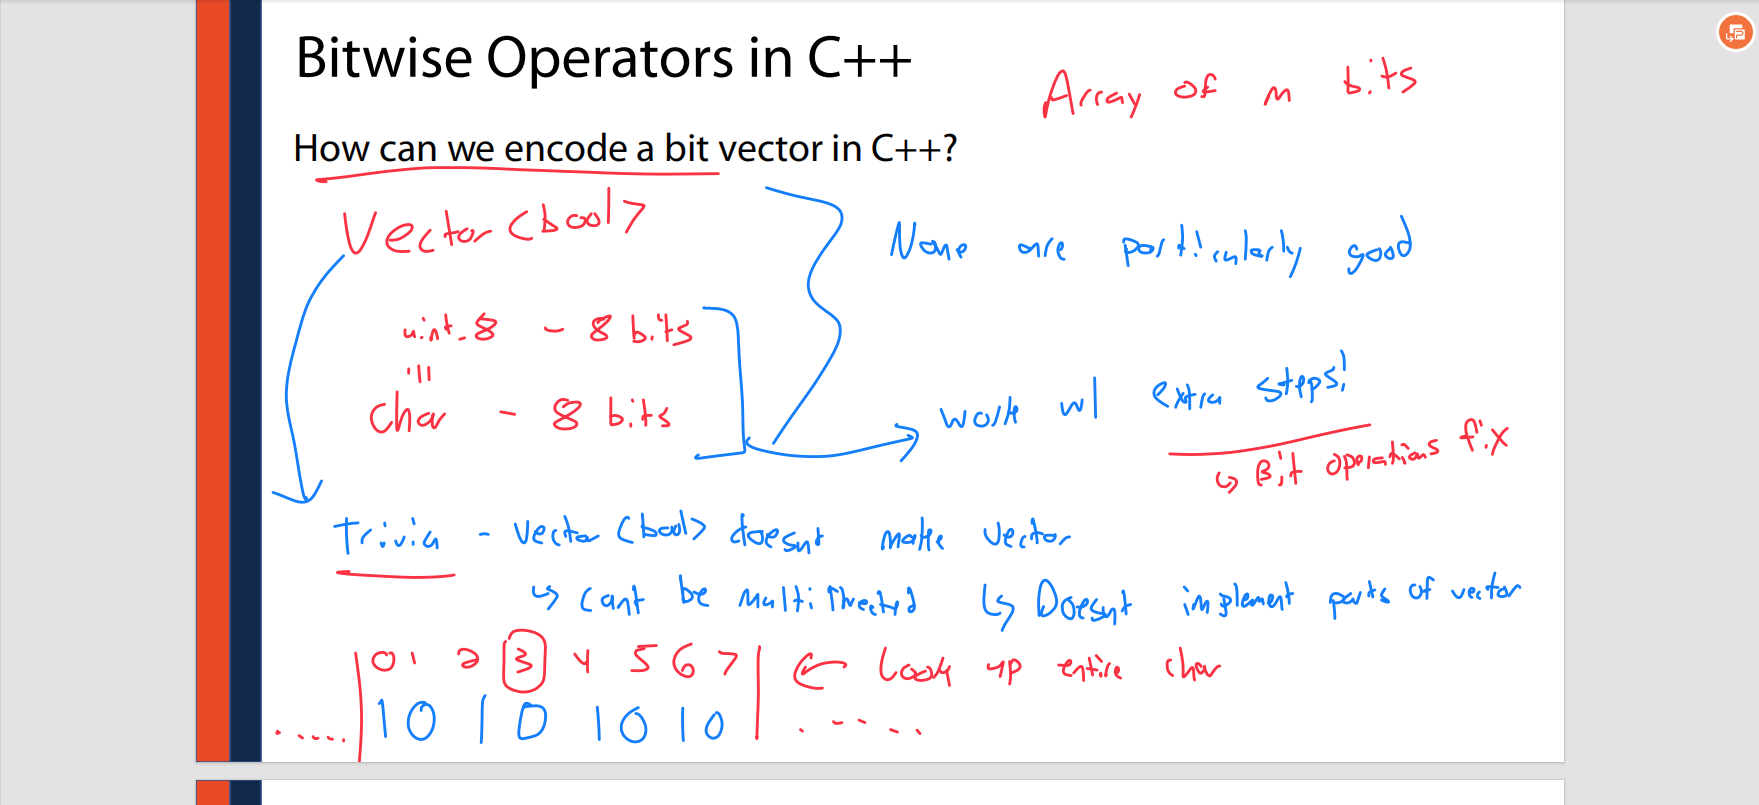 Bitwise Operators in C++
Array of m bits
How can we encode a bit vector in C++?
Vector <bool>
None are particularly good
uint_8 - 8 bits
char - 8 bits
work w/ extra steps!
↳ Bit operations fix
Trivia - vector <bool> doesnt make vector
↳ cant be multithreaded ↳ Doesnt implement parts of vector
0 1 2 3 4 5 6 7 ← Look up entire char
..... 1 0 1 0 1 0 1 0 .....